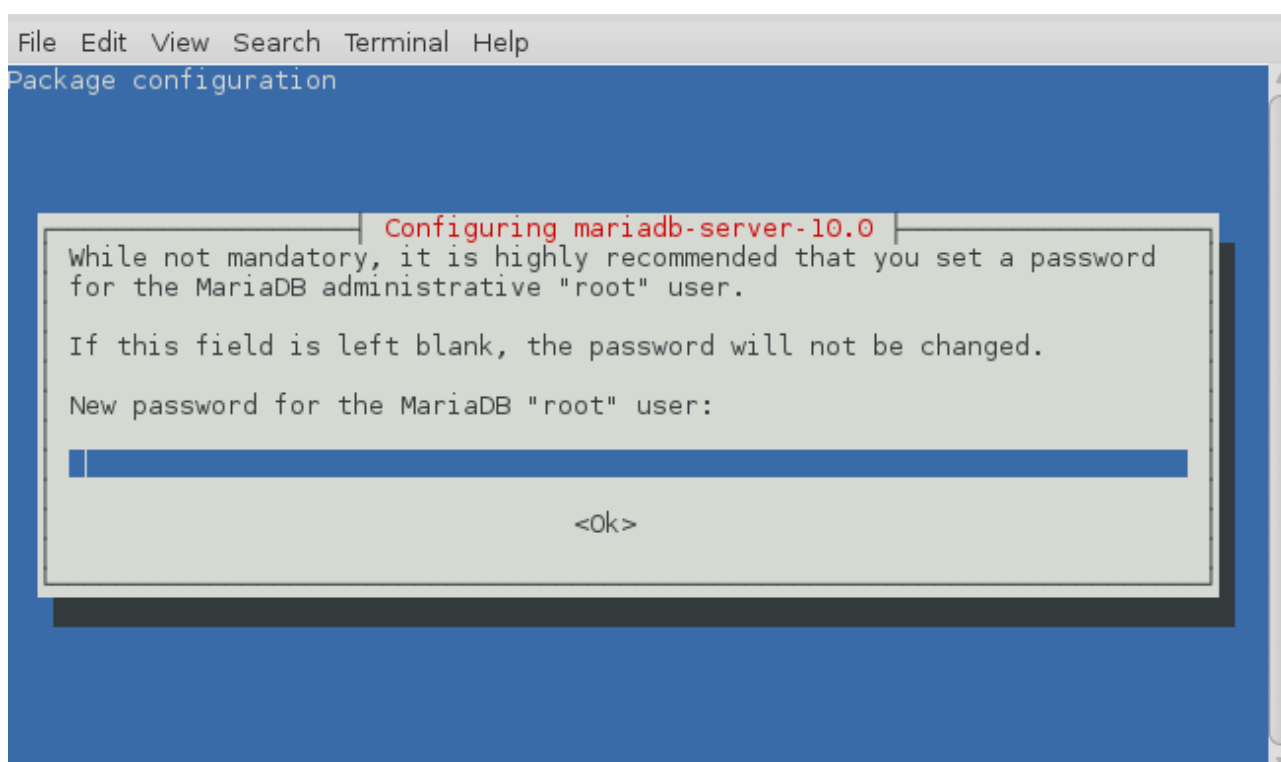 File Edit View Search Terminal Help
Package configuration
Configuring mariadb-server-10.0
While not mandatory, it is highly recommended that you set a password
for the MariaDB administrative "root" user.
If this field is left blank, the password will not be changed.
New password for the MariaDB "root" user:
<Ok>